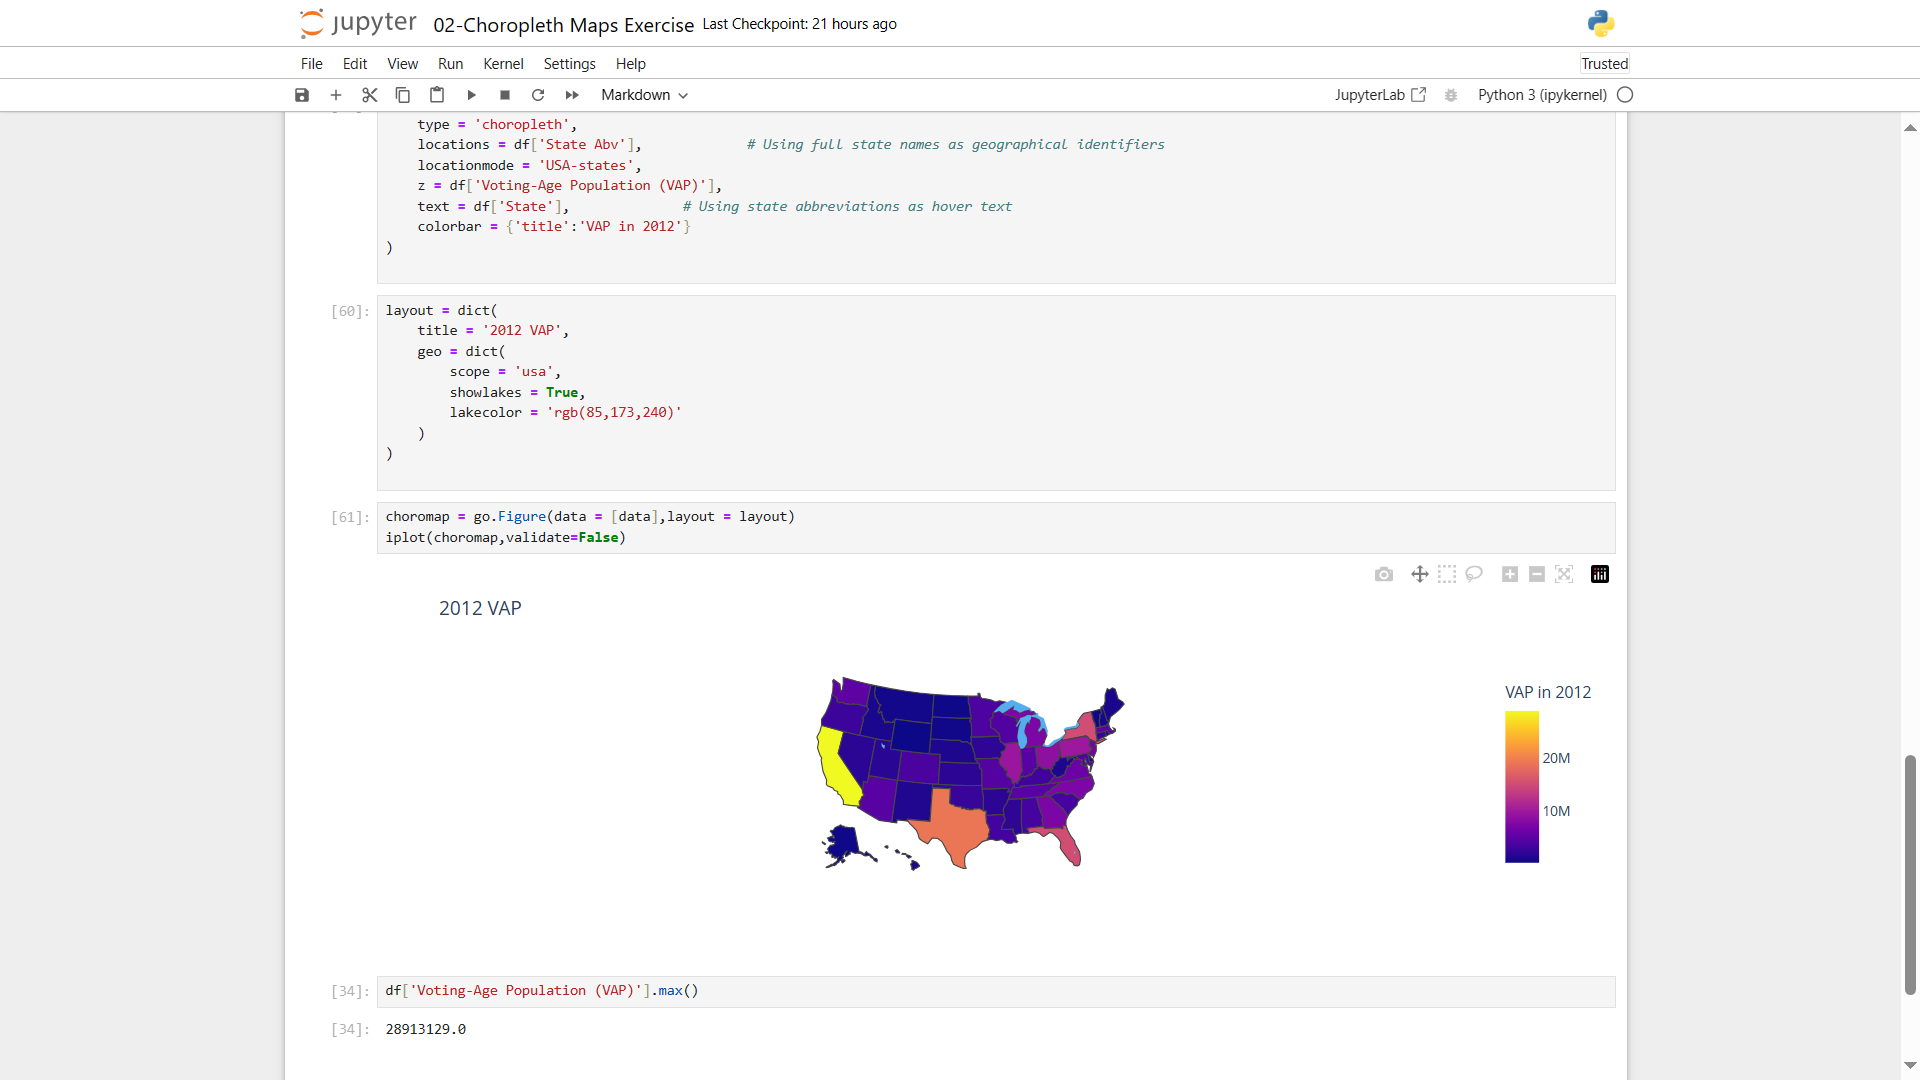 jupyter 02-Choropleth Maps Exercise Last Checkpoint: 21 hours ago
File Edit View Run Kernel Settings Help Trusted
Markdown JupyterLab Python 3 (ipykernel)
type = 'choropleth',
locations = df['State Abv'], # Using full state names as geographical identifiers
locationmode = 'USA-states',
z = df['Voting-Age Population (VAP)'],
text = df['State'], # Using state abbreviations as hover text
colorbar = {'title':'VAP in 2012'}
)
[60]: layout = dict(
title = '2012 VAP',
geo = dict(
scope = 'usa',
showlakes = True,
lakecolor = 'rgb(85,173,240)'
)
)
[61]: choromap = go.Figure(data = [data],layout = layout)
iplot(choromap,validate=False)
2012 VAP
VAP in 2012
20M
10M
[34]: df['Voting-Age Population (VAP)'].max()
[34]: 28913129.0